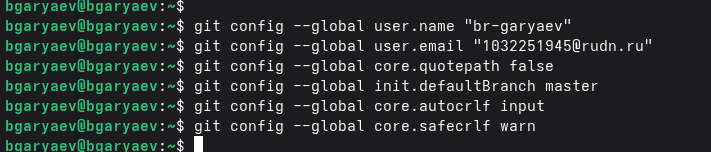 bgaryaev@bgaryaev:~$
bgaryaev@bgaryaev:~$ git config --global user.name "br-garyaev"
bgaryaev@bgaryaev:~$ git config --global user.email "1032251945@rudn.ru"
bgaryaev@bgaryaev:~$ git config --global core.quotepath false
bgaryaev@bgaryaev:~$ git config --global init.defaultBranch master
bgaryaev@bgaryaev:~$ git config --global core.autocrlf input
bgaryaev@bgaryaev:~$ git config --global core.safecrlf warn
bgaryaev@bgaryaev:~$